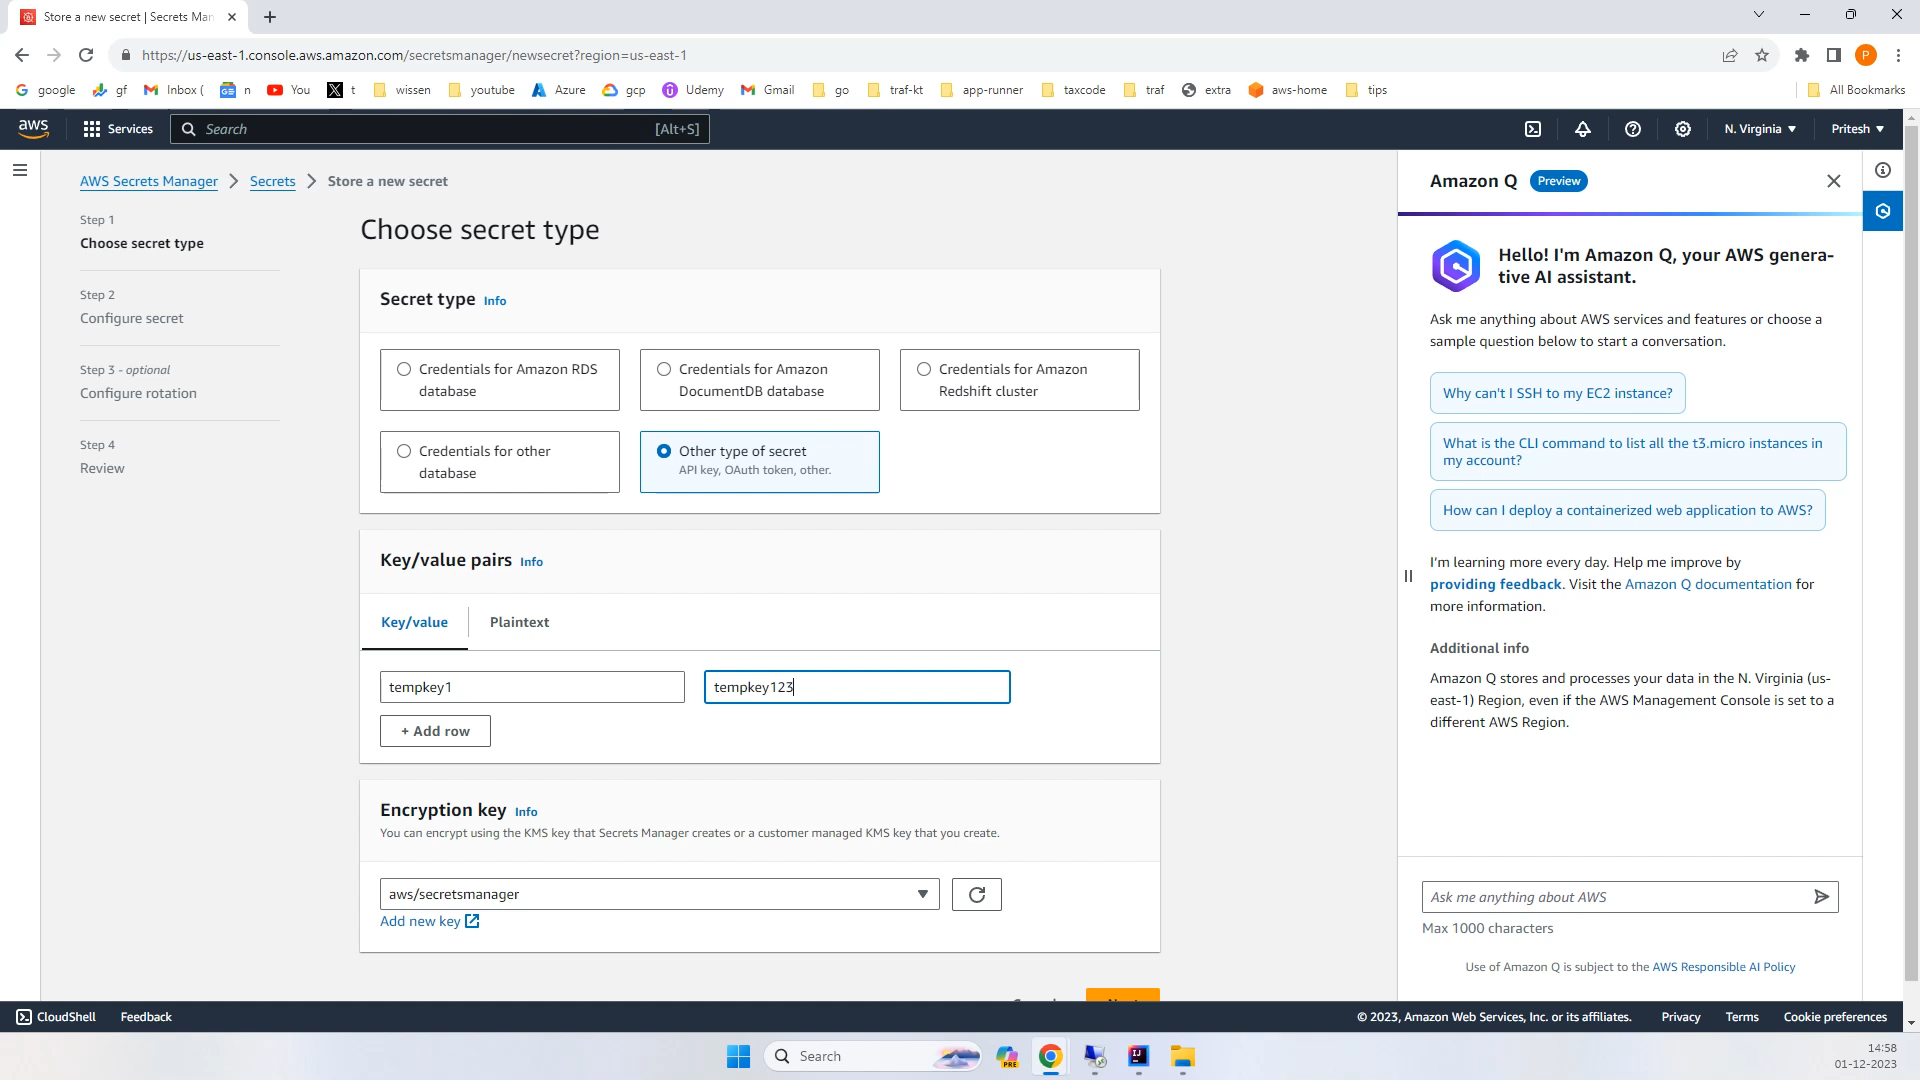 Store a new secret | Secrets Man
https://us-east-1.console.aws.amazon.com/secretsmanager/newsecret?region=us-east-1
P
google
gf
Inbox (
n
You
t
wissen
youtube
Azure
gcp
Udemy
Gmail
go
traf-kt
app-runner
taxcode
traf
extra
aws-home
tips
All Bookmarks
aws
Services
Search
[Alt+S]
N. Virginia
Pritesh
AWS Secrets Manager
Secrets
Store a new secret
Step 1
Choose secret type
Step 2
Configure secret
Step 3 - optional
Configure rotation
Step 4
Review
Choose secret type
Secret type Info
Credentials for Amazon RDS
database
Credentials for Amazon
DocumentDB database
Credentials for Amazon
Redshift cluster
Credentials for other
database
Other type of secret
API key, OAuth token, other.
Key/value pairs Info
Key/value
Plaintext
tempkey1
tempkey123
+ Add row
Encryption key Info
You can encrypt using the KMS key that Secrets Manager creates or a customer managed KMS key that you create.
aws/secretsmanager
Add new key
Amazon Q
Preview
Hello! I'm Amazon Q, your AWS genera-
tive AI assistant.
Ask me anything about AWS services and features or choose a
sample question below to start a conversation.
Why can't I SSH to my EC2 instance?
What is the CLI command to list all the t3.micro instances in
my account?
How can I deploy a containerized web application to AWS?
I'm learning more every day. Help me improve by
providing feedback. Visit the Amazon Q documentation for
more information.
Additional info
Amazon Q stores and processes your data in the N. Virginia (us-
east-1) Region, even if the AWS Management Console is set to a
different AWS Region.
Ask me anything about AWS
Max 1000 characters
Use of Amazon Q is subject to the AWS Responsible AI Policy
CloudShell
Feedback
© 2023, Amazon Web Services, Inc. or its affiliates.
Privacy
Terms
Cookie preferences
Search
PRE
14:58
01-12-2023